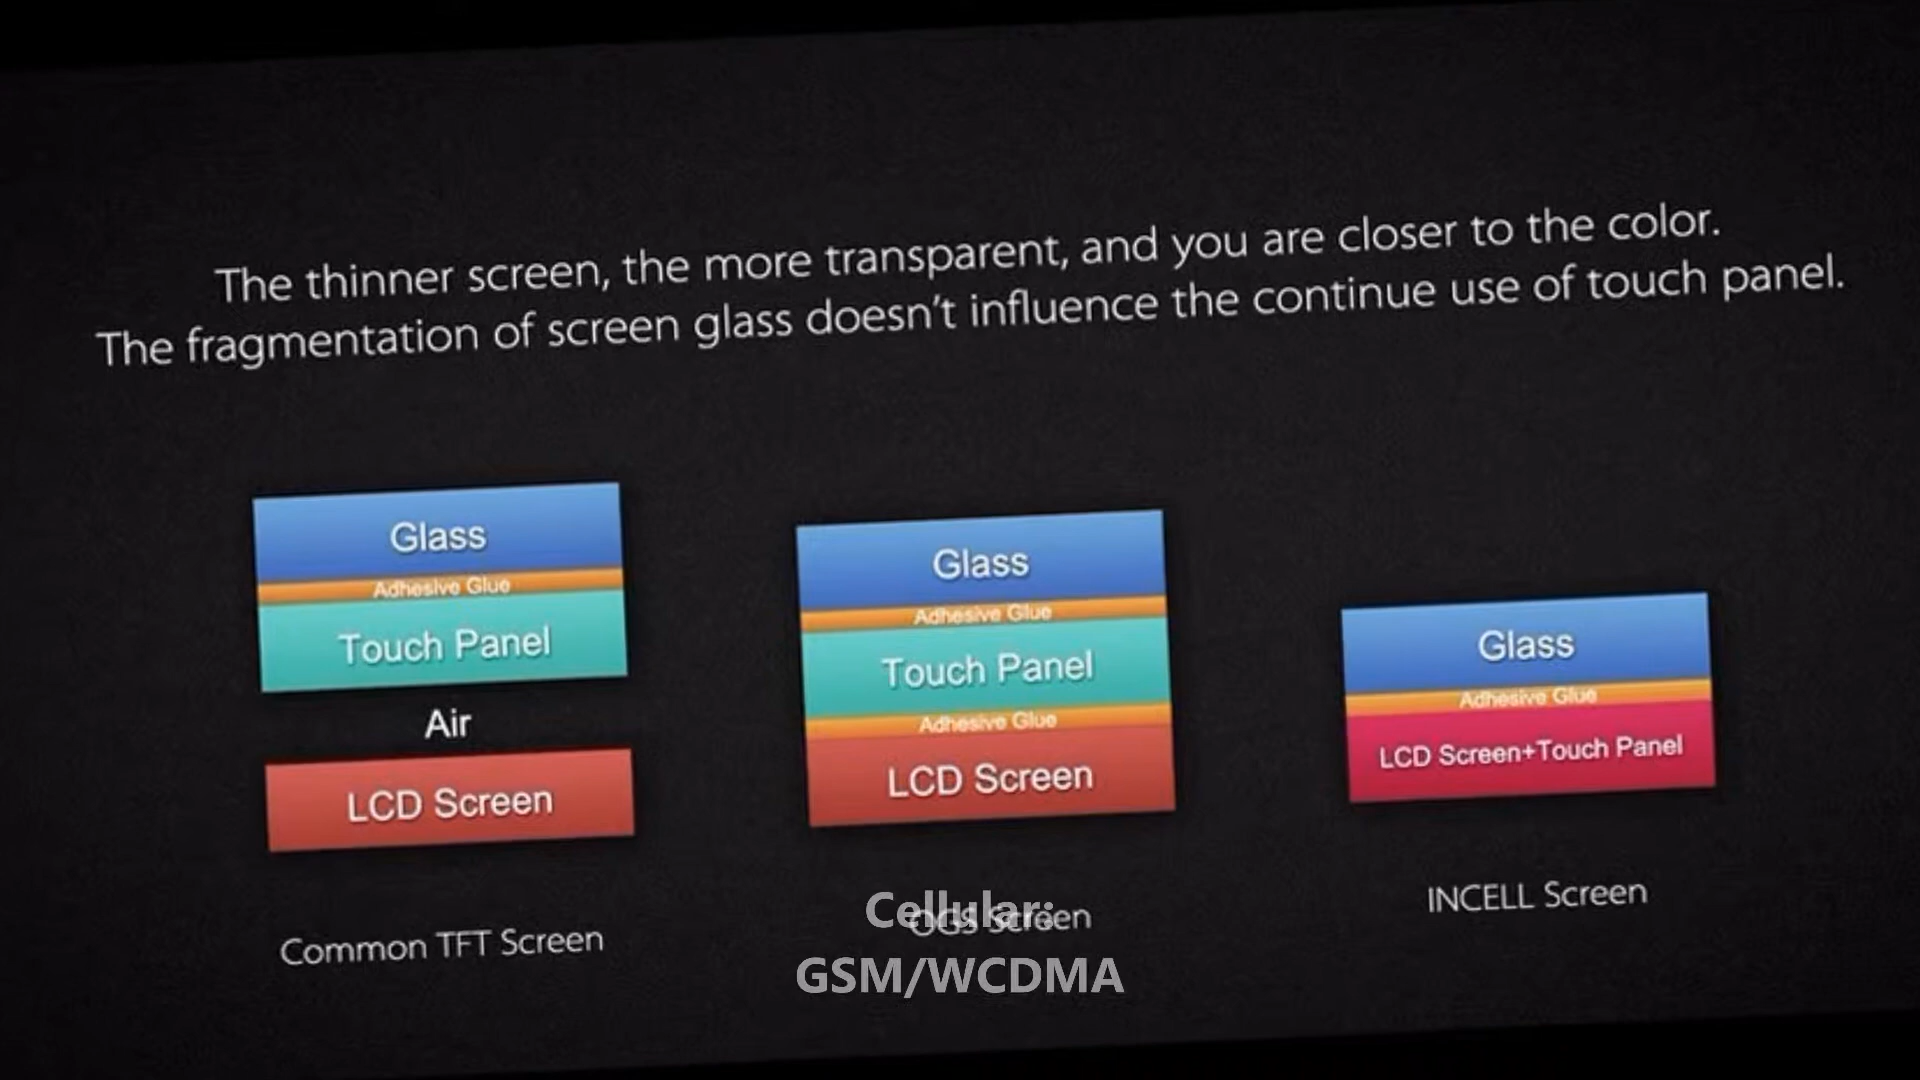 The thinner screen, the more transparent, and you are closer to the color.
The fragmentation of screen glass doesn't influence the continue use of touch panel.
Glass
Adhesive Glue
Touch Panel
Air
LCD Screen
Common TFT Screen
Glass
Adhesive Glue
Touch Panel
Adhesive Glue
LCD Screen
OGS Screen
Glass
Adhesive Glue
LCD Screen+Touch Panel
INCELL Screen
Cellular:
GSM/WCDMA